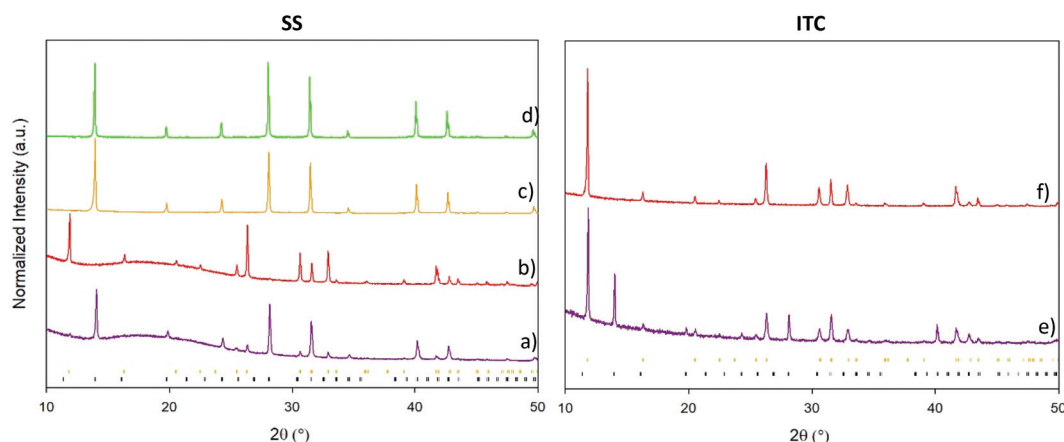 SS
ITC
Normalized Intensity (a.u.)
d)
c)
b)
a)
f)
e)
10 20 30 40 50
10 20 30 40 50
2θ (°)
2θ (°)